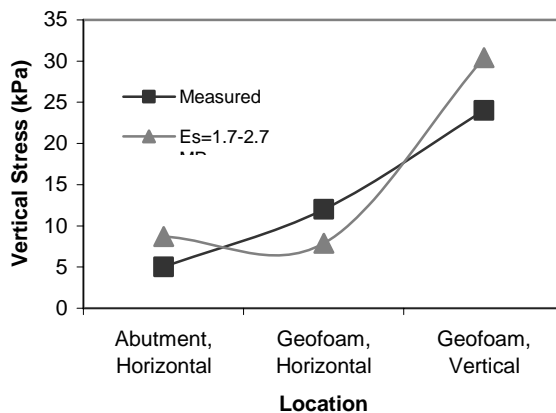 35
30
25
20
15
10
5
0
Vertical Stress (kPa)
Measured
Es=1.7-2.7
Abutment,
Horizontal
Geofoam,
Horizontal
Geofoam,
Vertical
Location